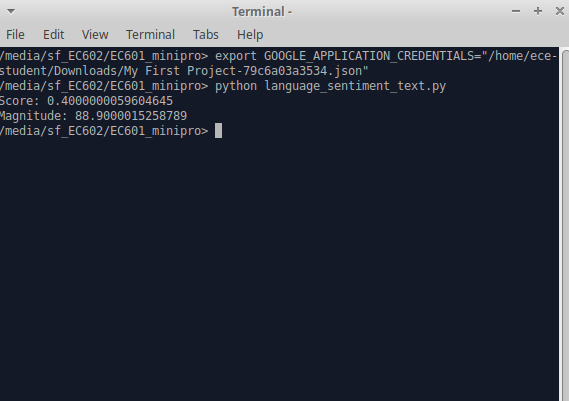 Terminal -
File Edit View Terminal Tabs Help
/media/sf_EC602/EC601_minipro> export GOOGLE_APPLICATION_CREDENTIALS="/home/ece-
student/Downloads/My First Project-79c6a03a3534.json"
/media/sf_EC602/EC601_minipro> python language_sentiment_text.py
Score: 0.4000000059604645
Magnitude: 88.9000015258789
/media/sf_EC602/EC601_minipro>